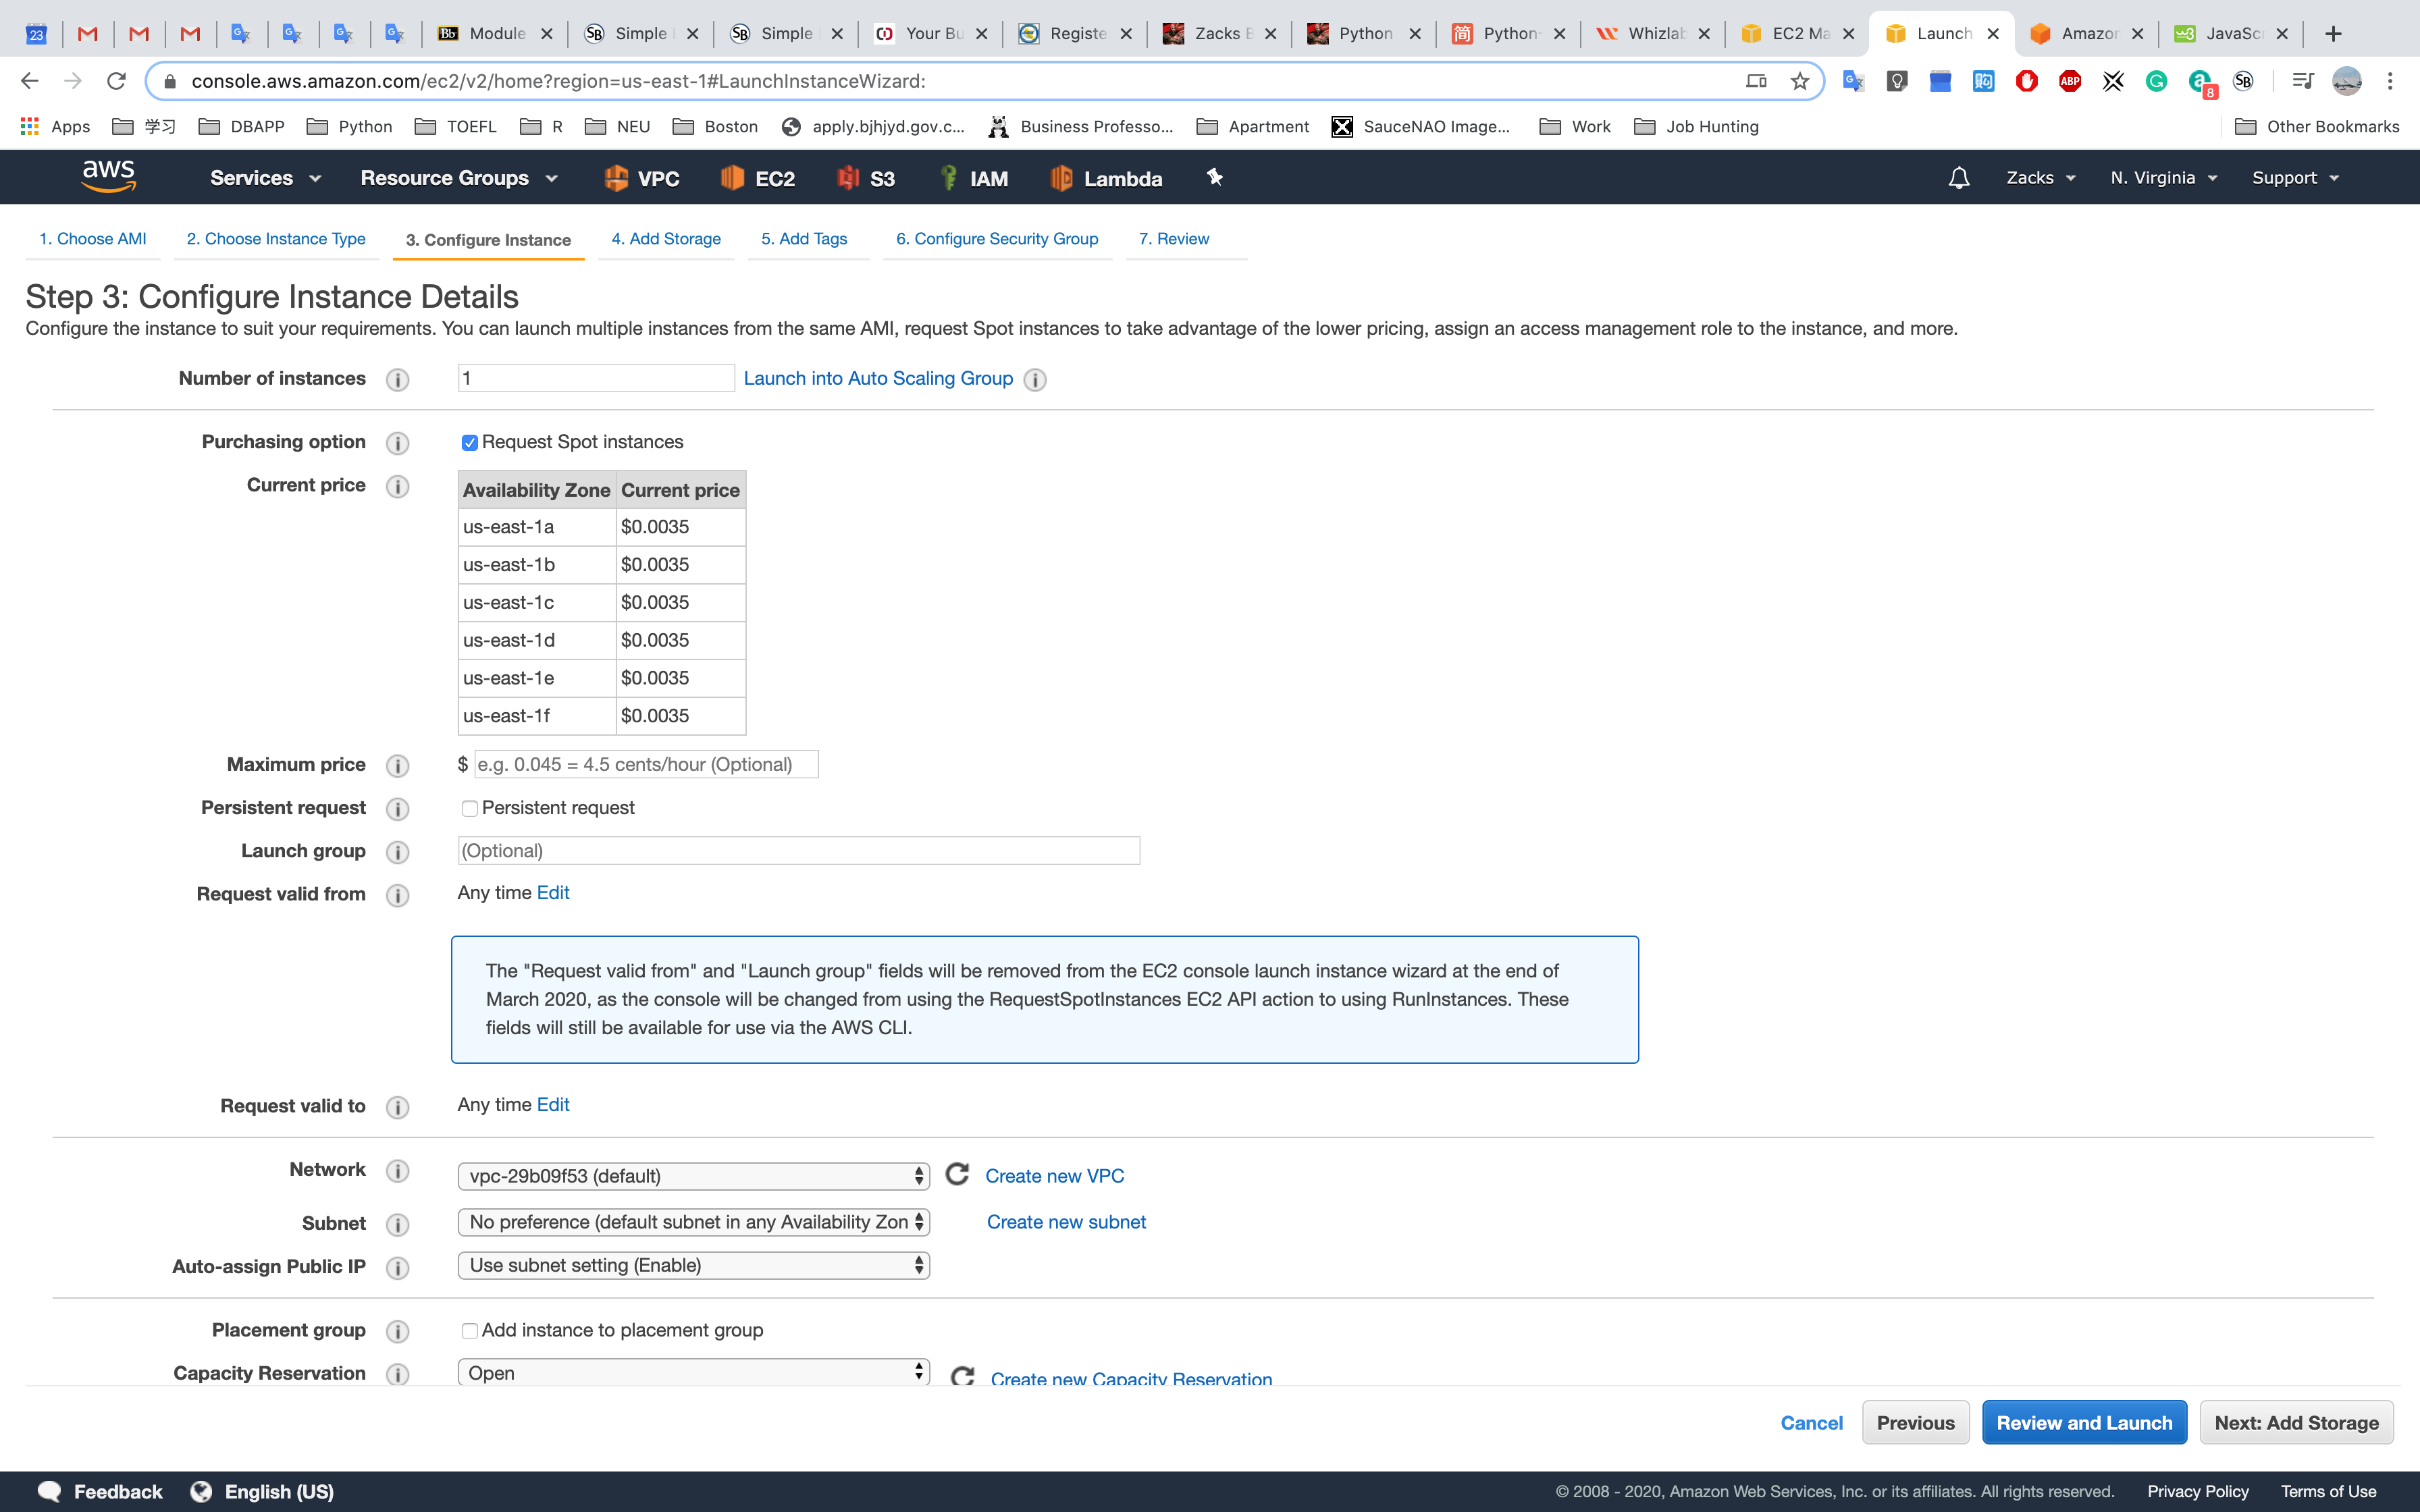 23
Module
Simple
Simple
Your Bu
Registe
Zacks E
Python
Python-
Whizlab
EC2 Ma
Launch
Amazon
JavaSc
console.aws.amazon.com/ec2/v2/home?region=us-east-1#LaunchInstanceWizard:
ABP
8
Apps
学习
DBAPP
Python
TOEFL
R
NEU
Boston
apply.bjhjyd.gov.c...
Business Professo...
Apartment
SauceNAO Image...
Work
Job Hunting
Other Bookmarks
aws
Services
Resource Groups
VPC
EC2
S3
IAM
Lambda
Zacks
N. Virginia
Support
1. Choose AMI
2. Choose Instance Type
3. Configure Instance
4. Add Storage
5. Add Tags
6. Configure Security Group
7. Review
Step 3: Configure Instance Details
Configure the instance to suit your requirements. You can launch multiple instances from the same AMI, request Spot instances to take advantage of the lower pricing, assign an access management role to the instance, and more.
Number of instances
1
Launch into Auto Scaling Group
Purchasing option
Request Spot instances
Current price
Availability Zone Current price
us-east-1a $0.0035
us-east-1b $0.0035
us-east-1c $0.0035
us-east-1d $0.0035
us-east-1e $0.0035
us-east-1f $0.0035
Maximum price
$ e.g. 0.045 = 4.5 cents/hour (Optional)
Persistent request
Persistent request
Launch group
(Optional)
Request valid from
Any time Edit
The "Request valid from" and "Launch group" fields will be removed from the EC2 console launch instance wizard at the end of
March 2020, as the console will be changed from using the RequestSpotInstances EC2 API action to using RunInstances. These
fields will still be available for use via the AWS CLI.
Request valid to
Any time Edit
Network
vpc-29b09f53 (default)
Create new VPC
Subnet
No preference (default subnet in any Availability Zon
Create new subnet
Auto-assign Public IP
Use subnet setting (Enable)
Placement group
Add instance to placement group
Capacity Reservation
Open
Create new Capacity Reservation
Cancel
Previous
Review and Launch
Next: Add Storage
Feedback
English (US)
© 2008 - 2020, Amazon Web Services, Inc. or its affiliates. All rights reserved.
Privacy Policy
Terms of Use